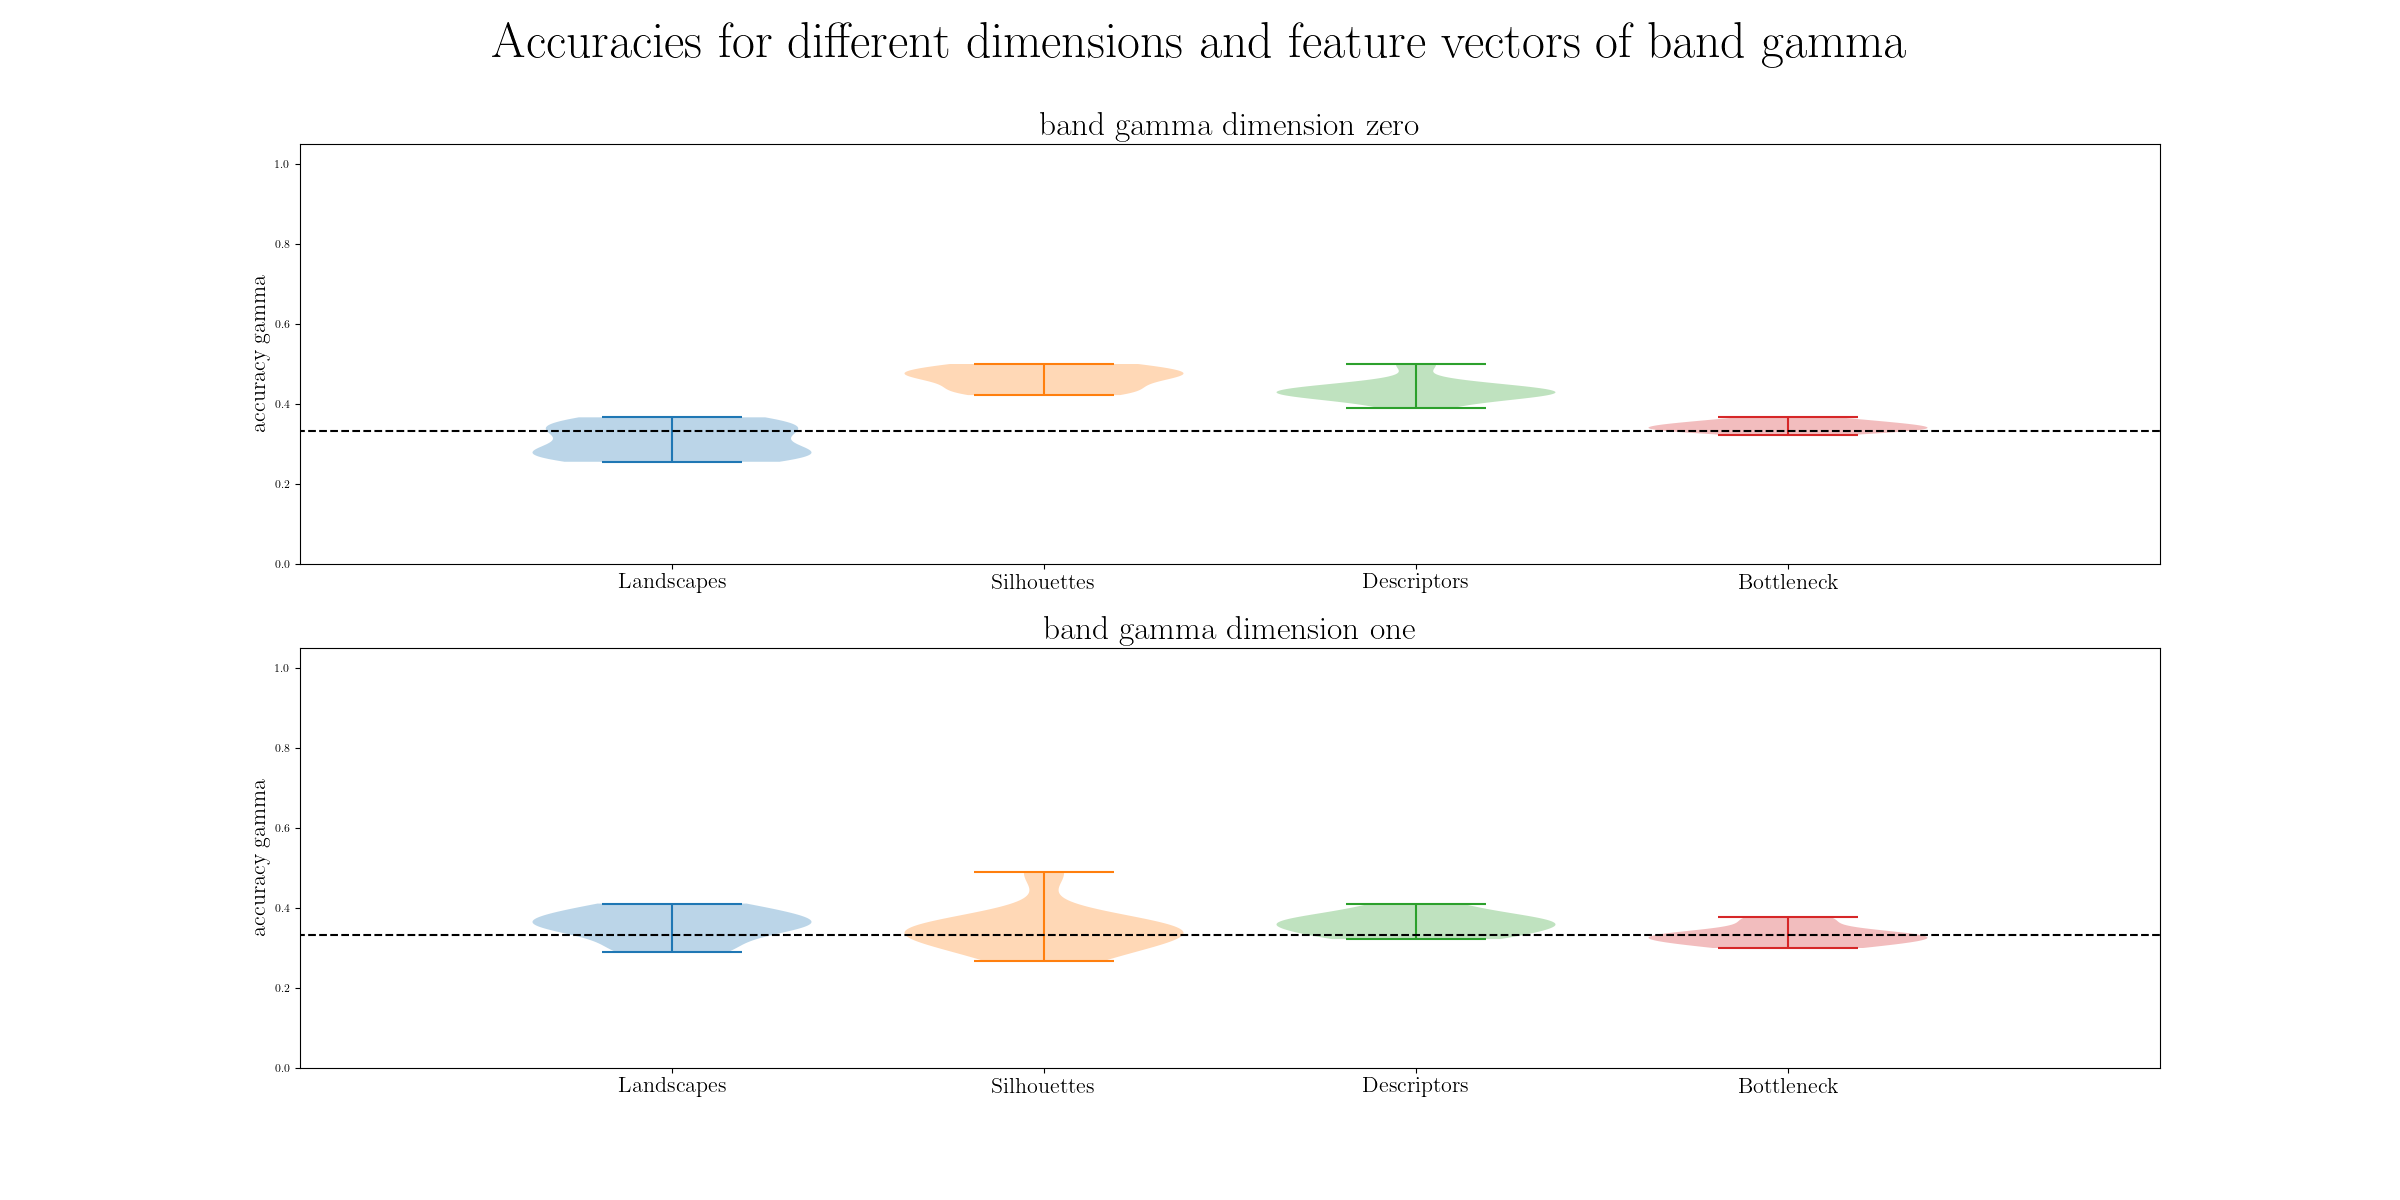 Accuracies for different dimensions and feature vectors of band gamma
band gamma dimension zero
1.0
0.8
0.6
0.4
0.2
0.0
accuracy gamma
Landscapes Silhouettes Descriptors Bottleneck
band gamma dimension one
1.0
0.8
0.6
0.4
0.2
0.0
accuracy gamma
Landscapes Silhouettes Descriptors Bottleneck